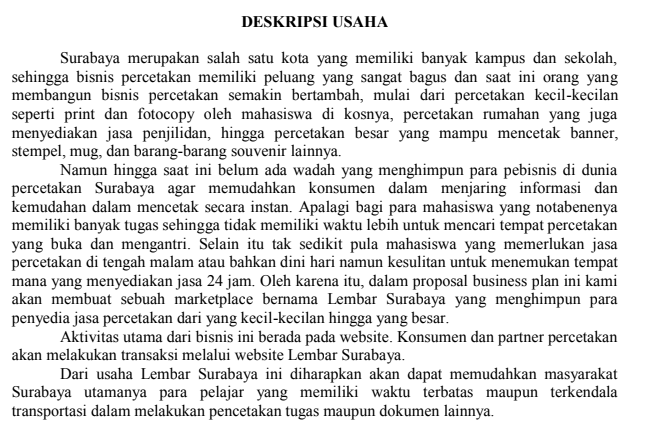 DESKRIPSI USAHA
Surabaya merupakan salah satu kota yang memiliki banyak kampus dan sekolah,
sehingga bisnis percetakan memiliki peluang yang sangat bagus dan saat ini orang yang
membangun bisnis percetakan semakin bertambah, mulai dari percetakan kecil-kecilan
seperti print dan fotocopy oleh mahasiswa di kosnya, percetakan rumahan yang juga
menyediakan jasa penjilidan, hingga percetakan besar yang mampu mencetak banner,
stempel, mug, dan barang-barang souvenir lainnya.
Namun hingga saat ini belum ada wadah yang menghimpun para pebisnis di dunia
percetakan Surabaya agar memudahkan konsumen dalam menjaring informasi dan
kemudahan dalam mencetak secara instan. Apalagi bagi para mahasiswa yang notabenenya
memiliki banyak tugas sehingga tidak memiliki waktu lebih untuk mencari tempat percetakan
yang buka dan mengantri. Selain itu tak sedikit pula mahasiswa yang memerlukan jasa
percetakan di tengah malam atau bahkan dini hari namun kesulitan untuk menemukan tempat
mana yang menyediakan jasa 24 jam. Oleh karena itu, dalam proposal business plan ini kami
akan membuat sebuah marketplace bernama Lembar Surabaya yang menghimpun para
penyedia jasa percetakan dari yang kecil-kecilan hingga yang besar.
Aktivitas utama dari bisnis ini berada pada website. Konsumen dan partner percetakan
akan melakukan transaksi melalui website Lembar Surabaya.
Dari usaha Lembar Surabaya ini diharapkan akan dapat memudahkan masyarakat
Surabaya utamanya para pelajar yang memiliki waktu terbatas maupun terkendala
transportasi dalam melakukan pencetakan tugas maupun dokumen lainnya.